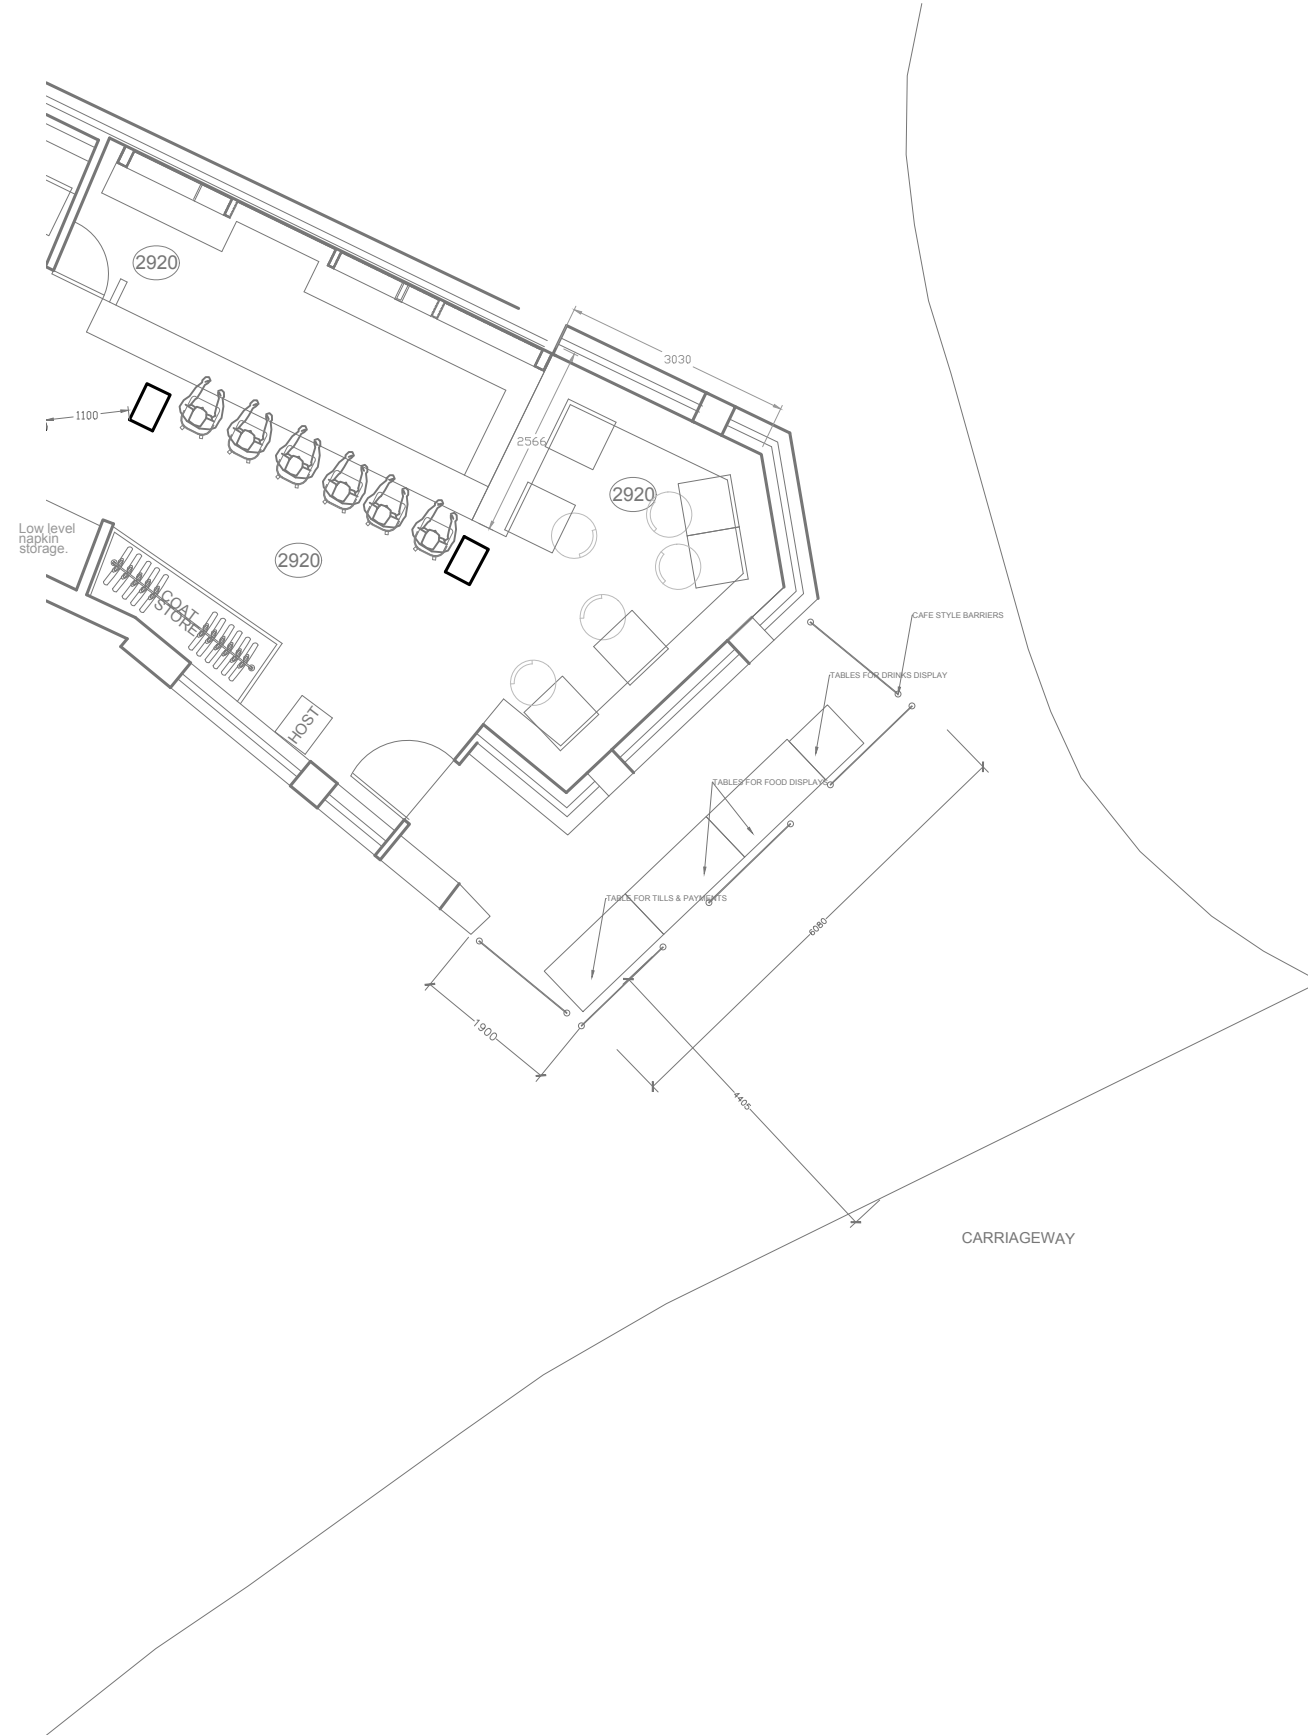 2920
3030
1100
2566
2920
Low level
napkin
storage.
2920
COAT
STORE
CAFE STYLE BARRIERS
TABLES FOR DRINKS DISPLAY
HOST
TABLES FOR FOOD DISPLAYS
TABLE FOR TILLS & PAYMENTS
6080
1900
4405
CARRIAGEWAY